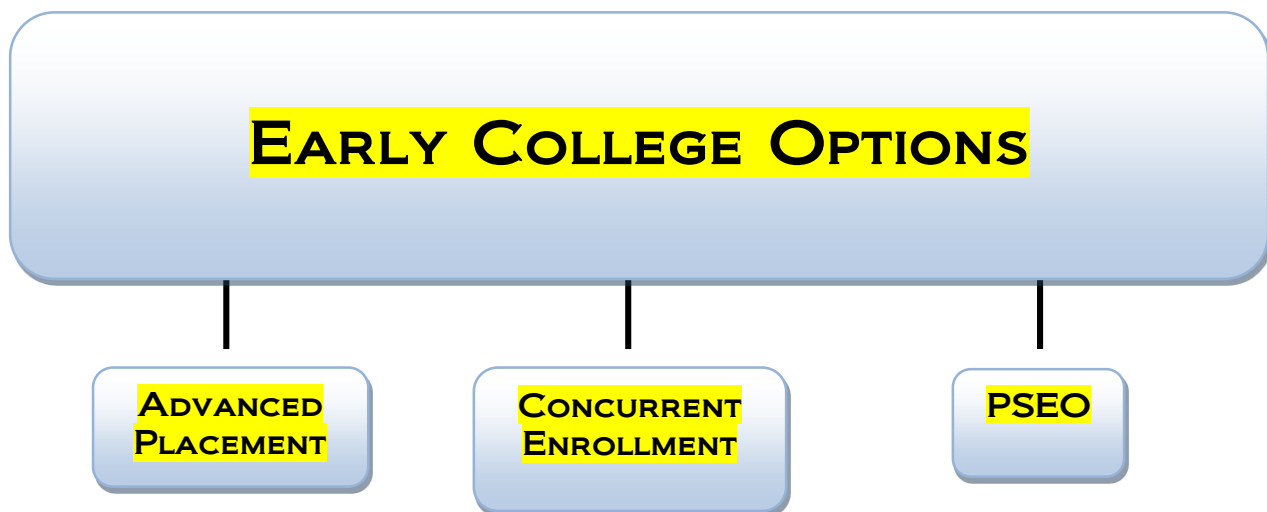 Early College Options
Advanced
Placement
Concurrent
Enrollment
PSEO